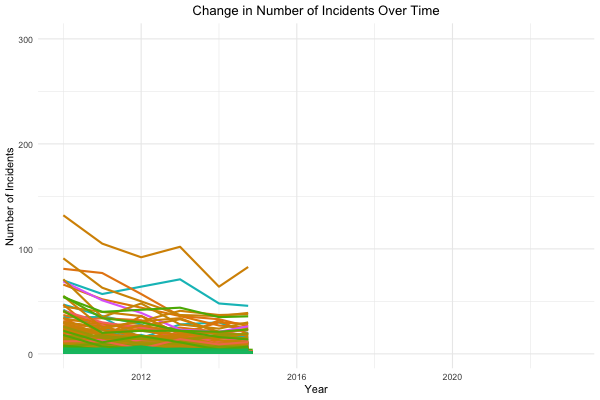 Change in Number of Incidents Over Time
300
200
100
0
Number of Incidents
2012
2016
2020
Year